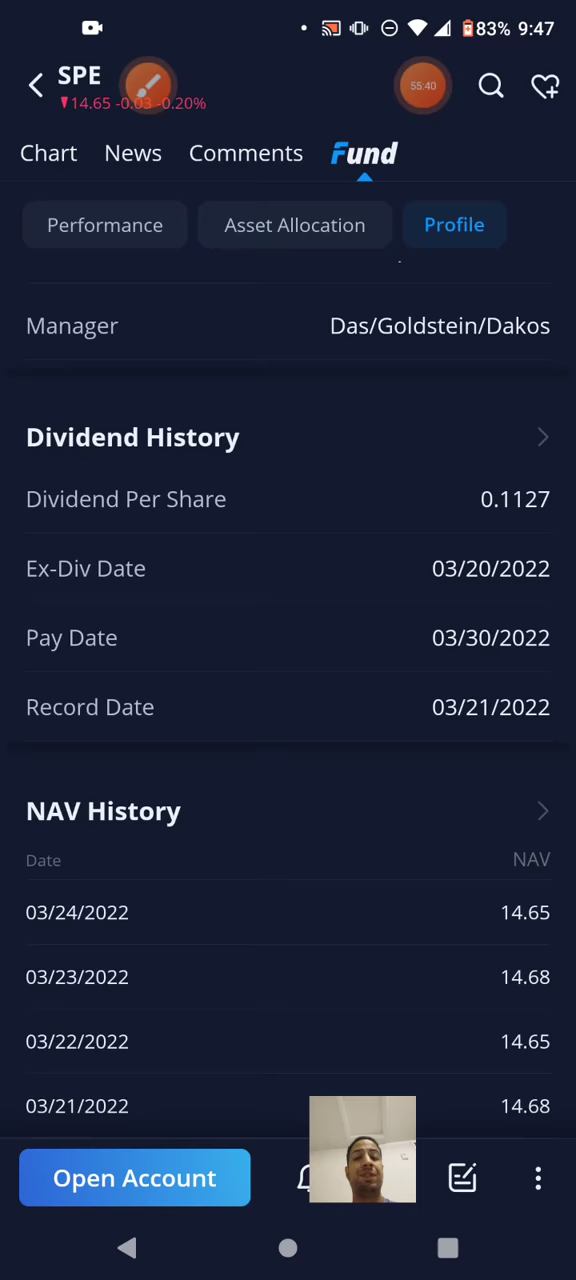 83% 9:47
SPE
14.65 -0.03 -0.20%
55:40
Chart News Comments Fund
Performance Asset Allocation Profile
Manager Das/Goldstein/Dakos
Dividend History
Dividend Per Share 0.1127
Ex-Div Date 03/20/2022
Pay Date 03/30/2022
Record Date 03/21/2022
NAV History
Date NAV
03/24/2022 14.65
03/23/2022 14.68
03/22/2022 14.65
03/21/2022 14.68
Open Account